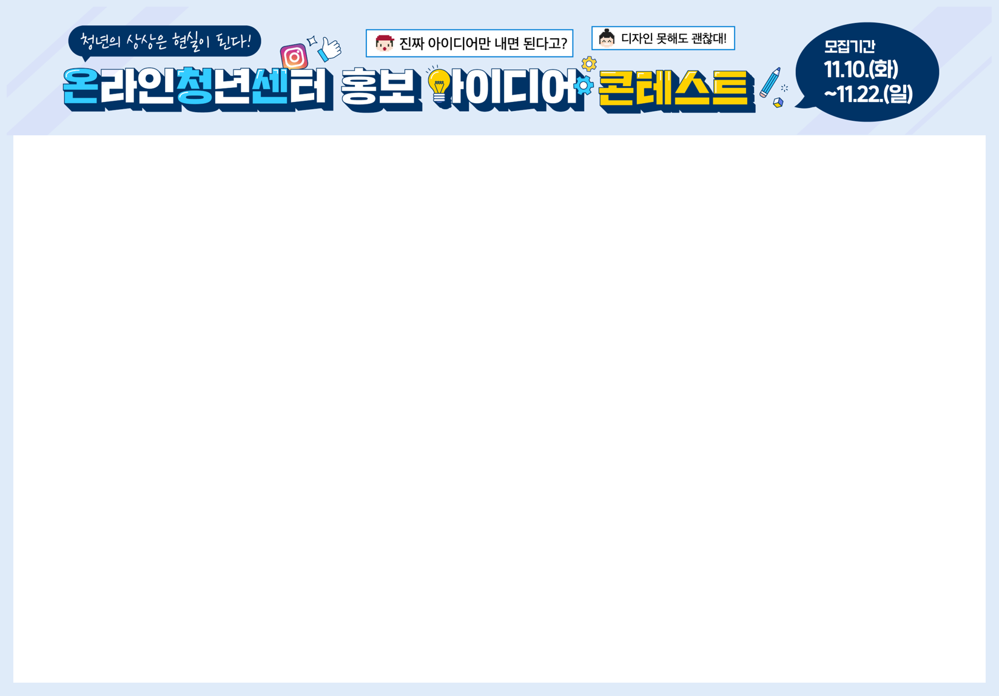 청년의 상상은 현실이 된다!
진짜 아이디어만 내면 된다고?
디자인 못해도 괜찮대!
온라인청년센터 홍보 아이디어 콘테스트
모집기간
11.10.(화)
~11.22.(일)